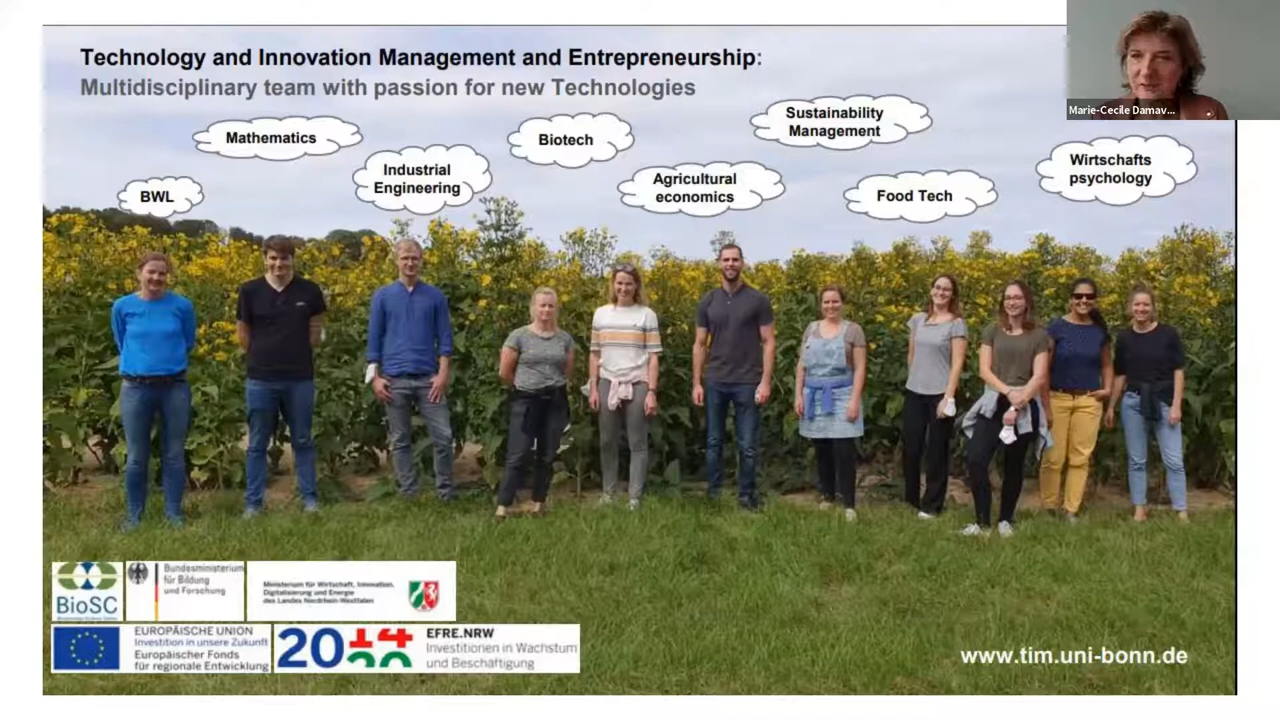 Technology and Innovation Management and Entrepreneurship:
Multidisciplinary team with passion for new Technologies
Marie-Cecile Damav...
Sustainability
Management
Mathematics
Biotech
Industrial
Engineering
Wirtschafts
psychology
Agricultural
economics
BWL
Food Tech
BioSC
Bundesministerium
für Bildung
und Forschung
Ministerium für Wirtschaft, Innovation,
Digitalisierung und Energie
des Landes Nordrhein-Westfalen
EUROPÄISCHE UNION
Investition in unsere Zukunft
Europäischer Fonds
für regionale Entwicklung
EFRE.NRW
Investitionen in Wachstum
und Beschäftigung
www.tim.uni-bonn.de